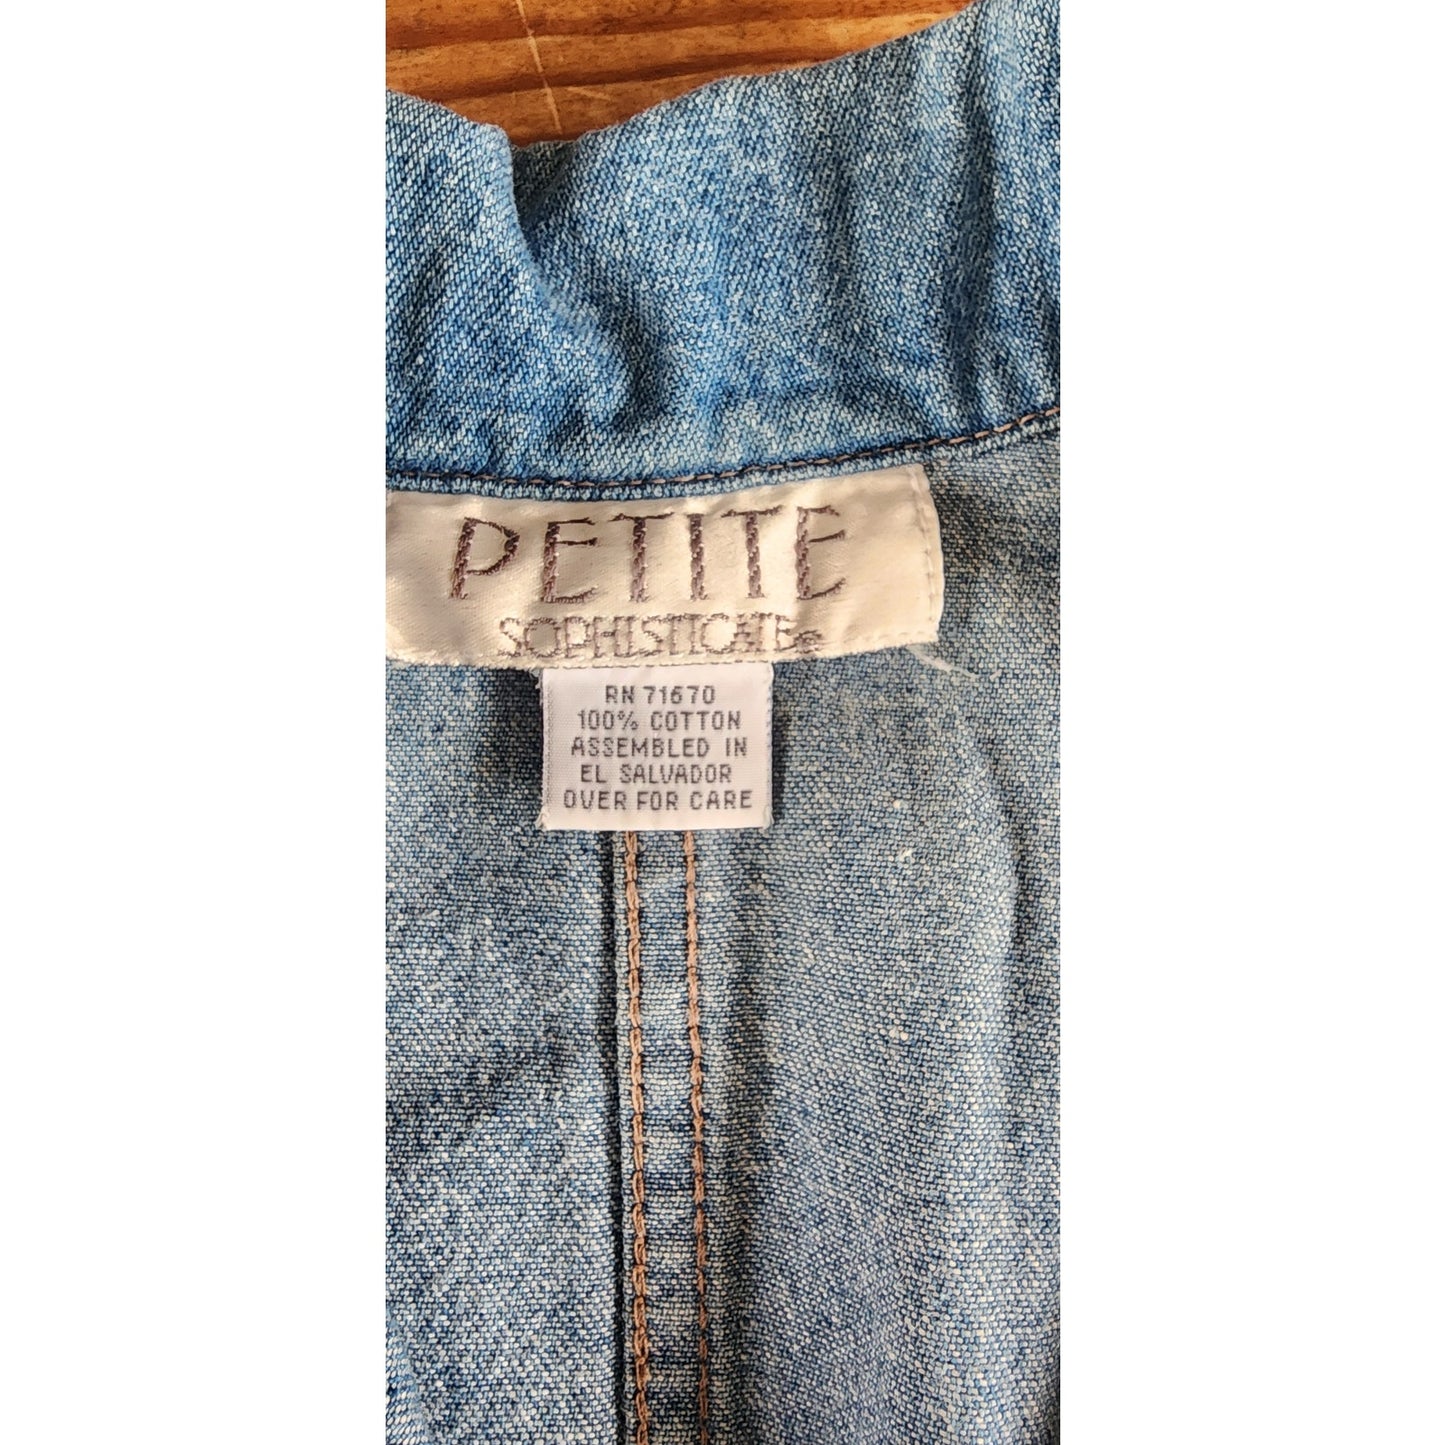 PETITE
SOPHISTICATE®
RN 71670
100% COTTON
ASSEMBLED IN
EL SALVADOR
OVER FOR CARE